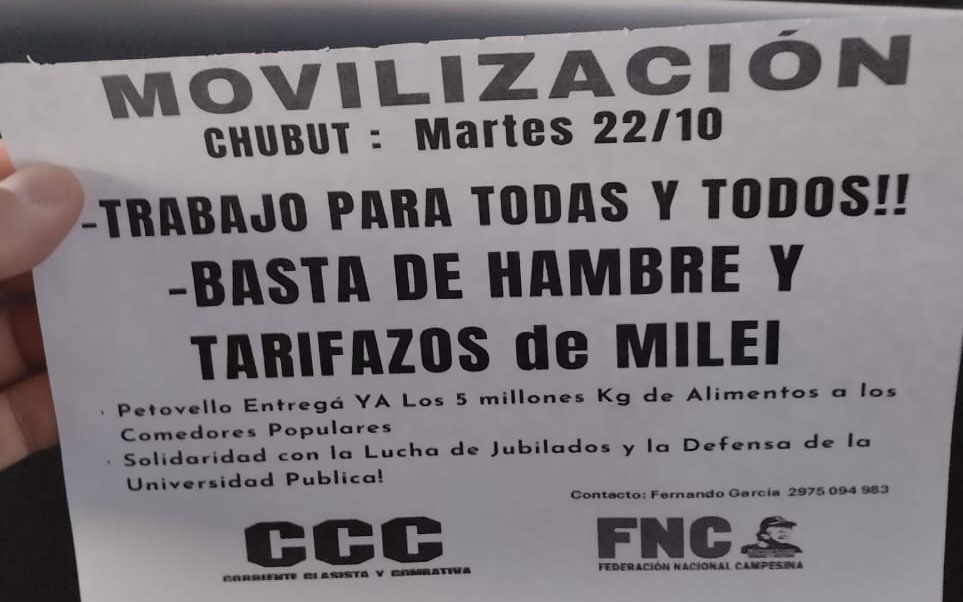 MOVILIZACIÓN
CHUBUT : Martes 22/10
-TRABAJO PARA TODAS Y TODOS!!
-BASTA DE HAMBRE Y
TARIFAZOS de MILEI
· Petovello Entregá YA Los 5 millones Kg de Alimentos a los
Comedores Populares
· Solidaridad con la Lucha de Jubilados y la Defensa de la
Universidad Publica!
Contacto: Fernando García 2975 094 983
CCC
CORRIENTE CLASISTA Y COMBATIVA
FNC
FEDERACIÓN NACIONAL CAMPESINA